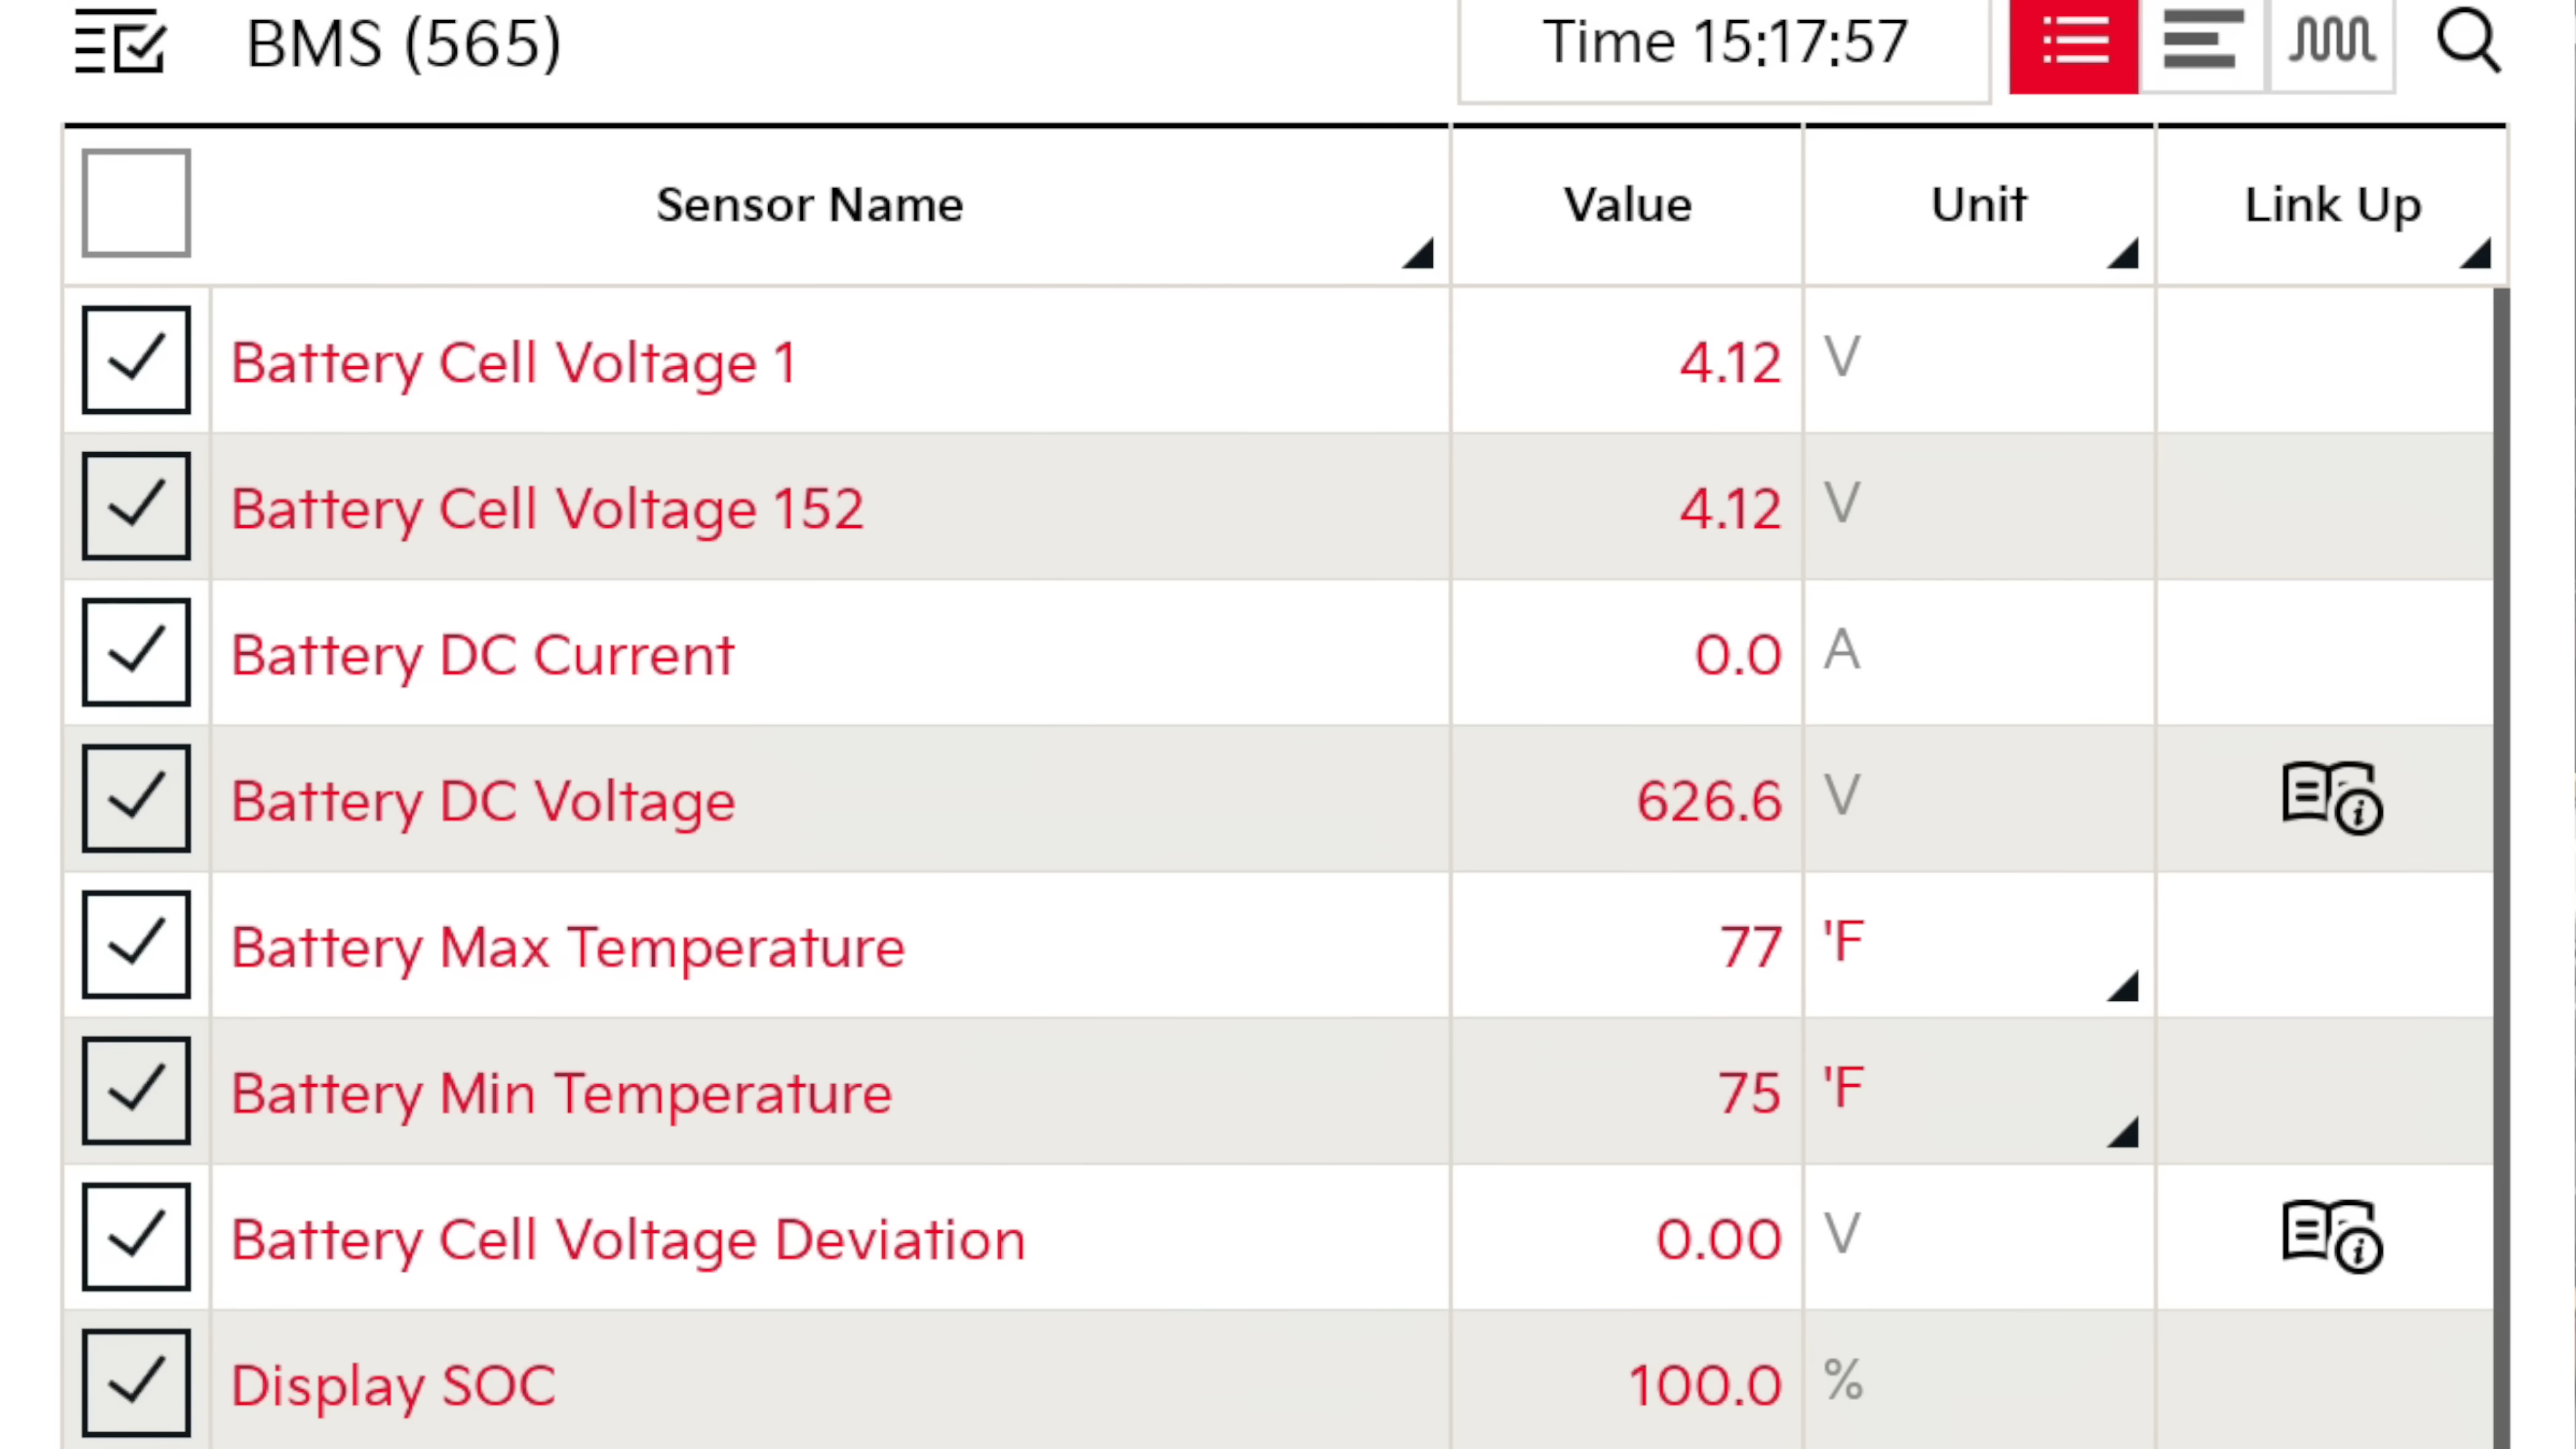 BMS (565) Time 15:17:57
Sensor Name Value Unit Link Up
Battery Cell Voltage 1 4.12 V
Battery Cell Voltage 152 4.12 V
Battery DC Current 0.0 A
Battery DC Voltage 626.6 V
Battery Max Temperature 77 'F
Battery Min Temperature 75 'F
Battery Cell Voltage Deviation 0.00 V
Display SOC 100.0 %